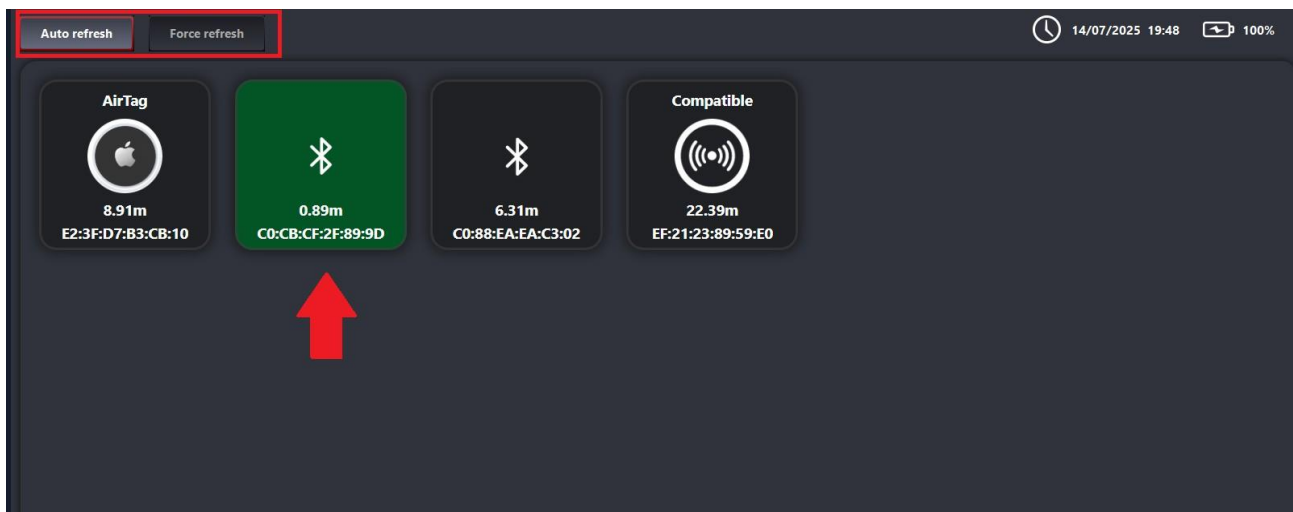 Auto refresh
Force refresh
14/07/2025 19:48
100%
AirTag
8.91m
E2:3F:D7:B3:CB:10
0.89m
C0:CB:CF:2F:89:9D
6.31m
C0:88:EA:EA:C3:02
Compatible
22.39m
EF:21:23:89:59:E0